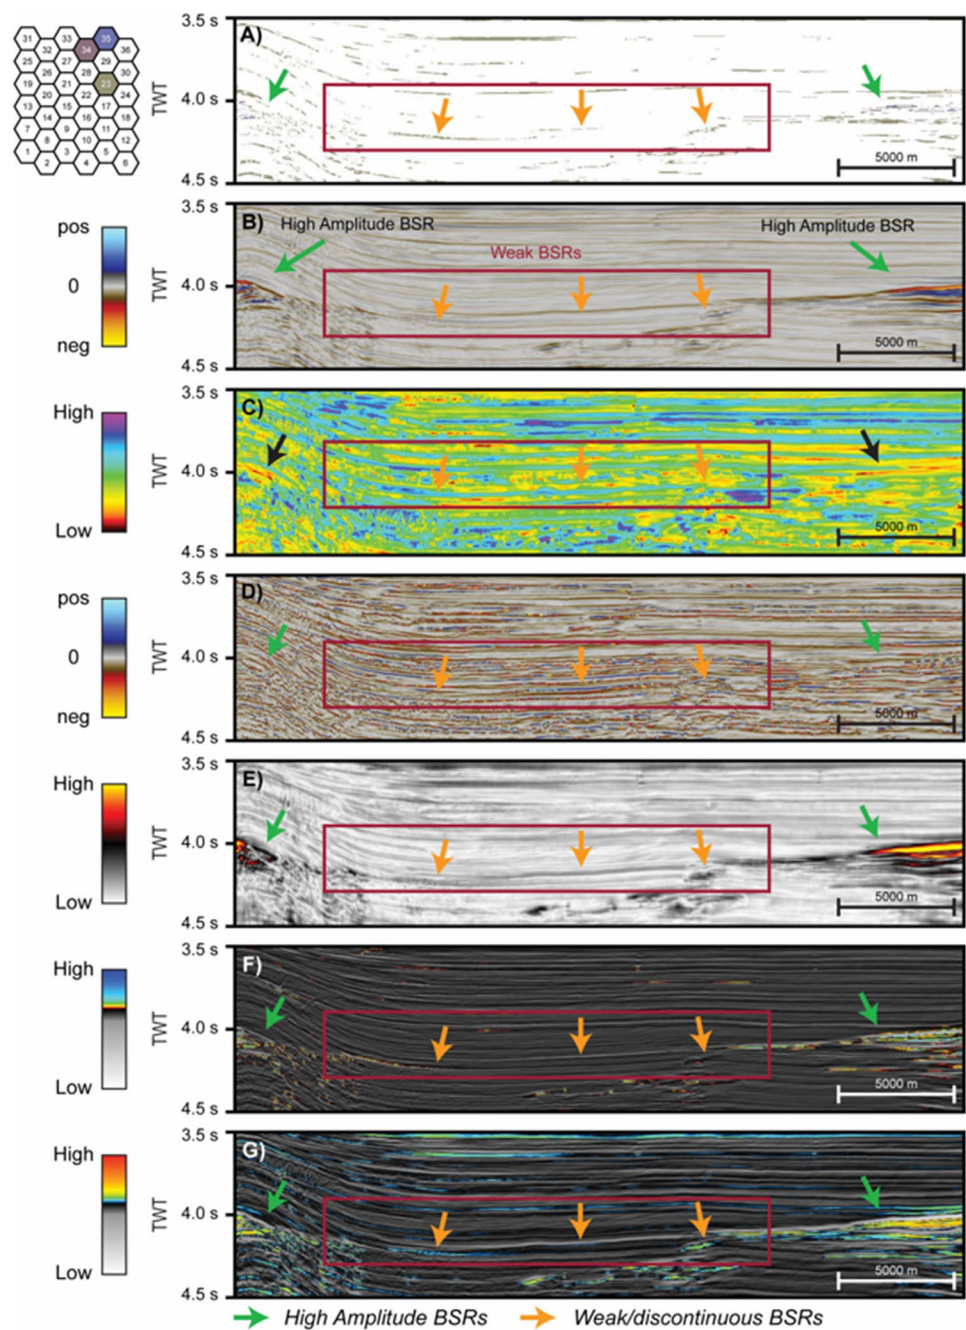 31 33 35
32 34 36
25 27 29
26 28 30
19 21 23
20 22 24
13 15 17
14 16 18
7 9 11
8 10 12
1 3 5
2 4 6
A)
3.5 s
4.0 s
4.5 s
TWT
5000 m
B)
High Amplitude BSR
High Amplitude BSR
Weak BSRs
pos
0
neg
TWT
4.0 s
4.5 s
5000 m
C)
High
Low
TWT
3.5 s
4.0 s
4.5 s
5000 m
D)
pos
0
neg
TWT
3.5 s
4.0 s
4.5 s
5000 m
E)
High
Low
TWT
3.5 s
4.0 s
4.5 s
5000 m
F)
High
Low
TWT
3.5 s
4.0 s
4.5 s
5000 m
G)
High
Low
TWT
3.5 s
4.0 s
4.5 s
5000 m
High Amplitude BSRs
Weak/discontinuous BSRs